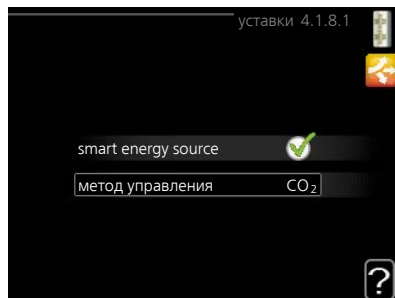 уставки 4.1.8.1
smart energy source
метод управления CO₂
?